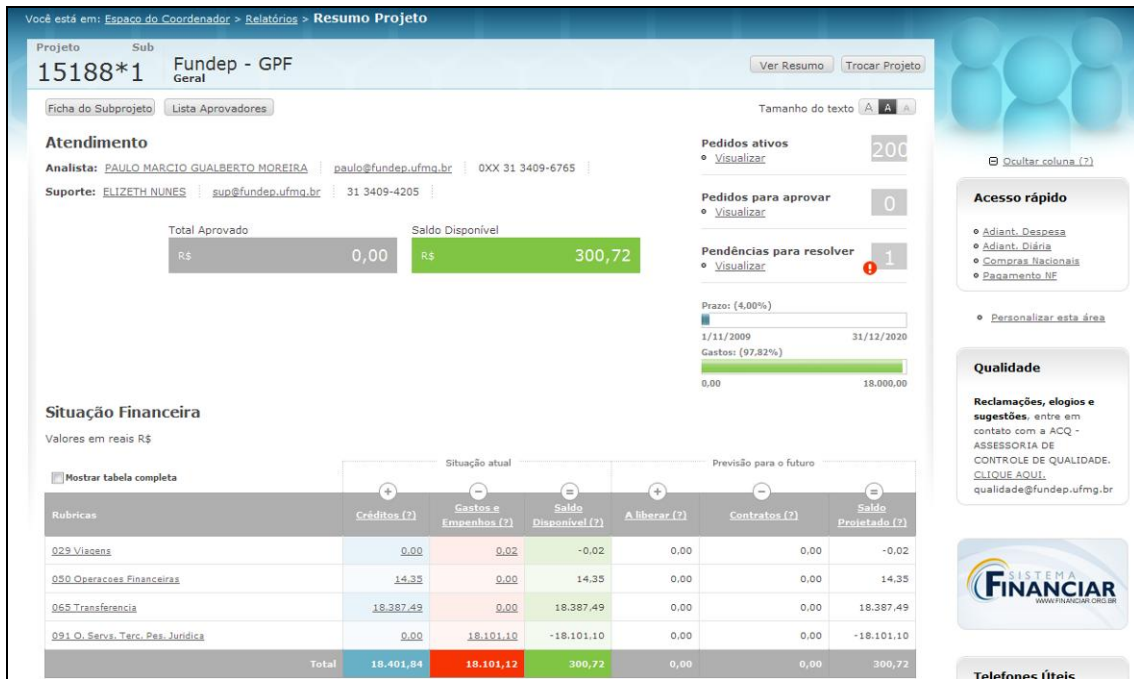 Você está em: Espaço do Coordenador > Relatórios > Resumo Projeto
Projeto Sub
15188*1 Fundep - GPF
Geral
Ver Resumo Trocar Projeto
Ficha do Subprojeto Lista Aprovadores
Tamanho do texto A A A
Atendimento
Analista: PAULO MARCIO GUALBERTO MOREIRA paulo@fundep.ufmg.br 0XX 31 3409-6765
Suporte: ELIZETH NUNES sup@fundep.ufmg.br 31 3409-4205
Total Aprovado Saldo Disponível
R$ 0,00 R$ 300,72
Pedidos ativos 200
Visualizar
Pedidos para aprovar 0
Visualizar
Pendências para resolver 1
Visualizar
Prazo: (4,00%)
1/11/2009 31/12/2020
Gastos: (97,82%)
0,00 18.000,00
Situação Financeira
Valores em reais R$
Mostrar tabela completa
Situação atual Previsão para o futuro
+ - = + - =
Rubricas Créditos (?) Gastos e Empenhos (?) Saldo Disponível (?) A liberar (?) Contratos (?) Saldo Projetado (?)
029 Viagens 0,00 0,02 -0,02 0,00 0,00 -0,02
050 Operacoes Financeiras 14,35 0,00 14,35 0,00 0,00 14,35
065 Transferencia 18.387,49 0,00 18.387,49 0,00 0,00 18.387,49
091 O. Servs. Terc. Pes. Juridica 0,00 18.101,10 -18.101,10 0,00 0,00 -18.101,10
Total 18.401,84 18.101,12 300,72 0,00 0,00 300,72
Ocultar coluna (?)
Acesso rápido
Adiant. Despesa
Adiant. Diária
Compras Nacionais
Pagamento NF
Personalizar esta área
Qualidade
Reclamações, elogios e
sugestões, entre em
contato com a ACQ -
ASSESSORIA DE
CONTROLE DE QUALIDADE.
CLIQUE AQUI.
qualidade@fundep.ufmg.br
SISTEMA
FINANCIAR
WWW.FINANCIAR.ORG.BR
Telefones Úteis